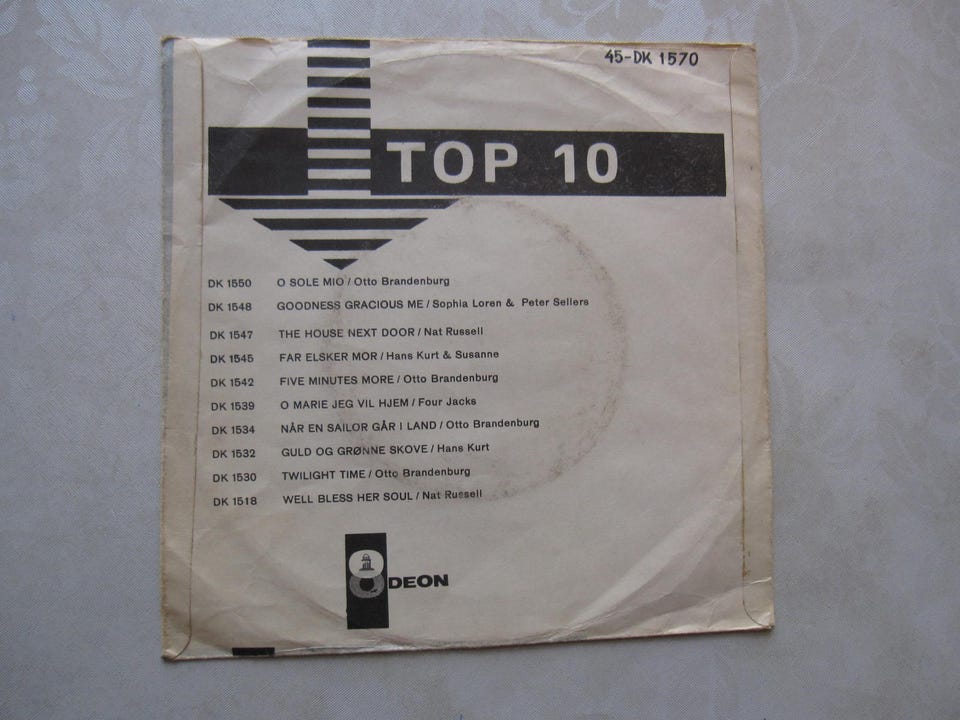 45-DK 1570
TOP 10
DK 1550 O SOLE MIO / Otto Brandenburg
DK 1548 GOODNESS GRACIOUS ME / Sophia Loren & Peter Sellers
DK 1547 THE HOUSE NEXT DOOR / Nat Russell
DK 1545 FAR ELSKER MOR / Hans Kurt & Susanne
DK 1542 FIVE MINUTES MORE / Otto Brandenburg
DK 1539 O MARIE JEG VIL HJEM / Four Jacks
DK 1534 NÅR EN SAILOR GÅR I LAND / Otto Brandenburg
DK 1532 GULD OG GRØNNE SKOVE / Hans Kurt
DK 1530 TWILIGHT TIME / Otto Brandenburg
DK 1518 WELL BLESS HER SOUL / Nat Russell
ODEON